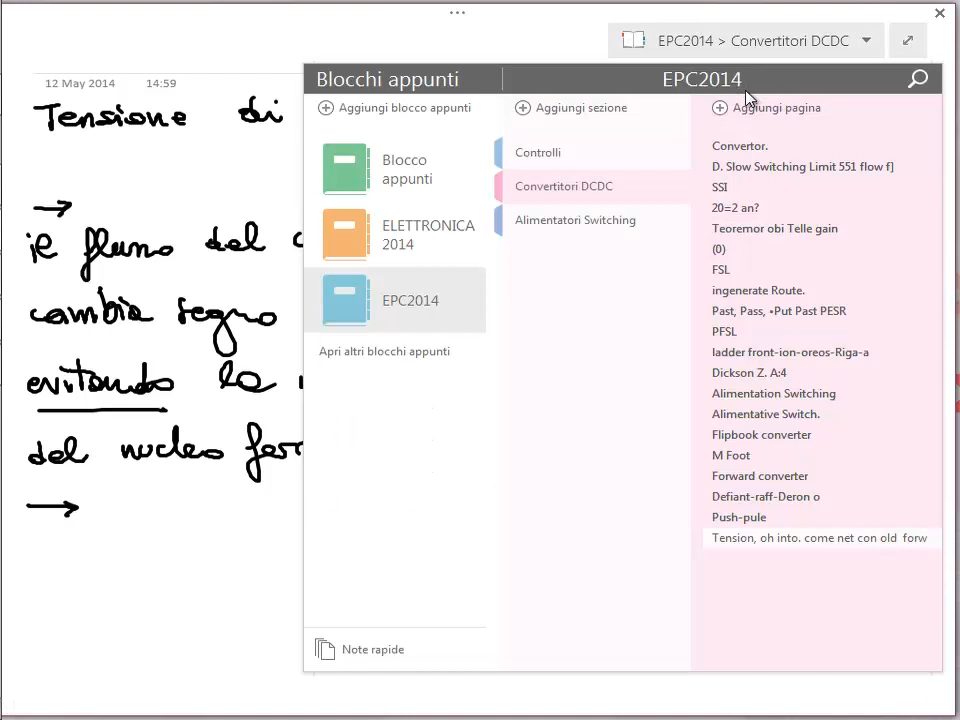 EPC2014 > Convertitori DCDC
12 May 2014 14:59
Tensione di
→
il flusso del
cambia segno
evitando la
del nucleo ferr
→
Blocchi appunti
EPC2014
Aggiungi blocco appunti
Aggiungi sezione
Aggiungi pagina
Blocco
appunti
ELETTRONICA
2014
EPC2014
Apri altri blocchi appunti
Note rapide
Controlli
Convertitori DCDC
Alimentatori Switching
Convertor.
D. Slow Switching Limit 551 flow f]
SSI
20=2 an?
Teoremor obi Telle gain
(0)
FSL
ingenerate Route.
Past, Pass, •Put Past PESR
PFSL
ladder front-ion-oreos-Riga-a
Dickson Z. A:4
Alimentation Switching
Alimentative Switch.
Flipbook converter
M Foot
Forward converter
Defiant-raff-Deron o
Push-pule
Tension, oh into. come net con old forw